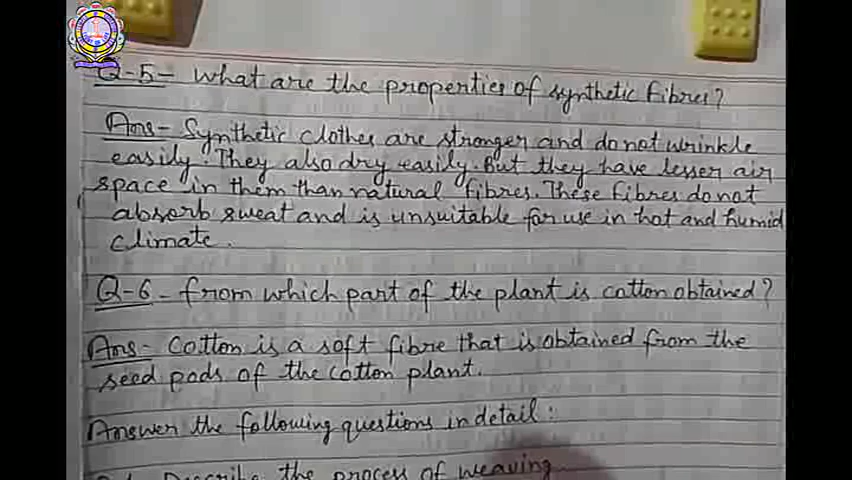 Q-5- What are the properties of synthetic fibres?
Ans- Synthetic clothes are stronger and do not wrinkle
easily. They also dry easily. But they have lesser air
space in them than natural fibres. These fibres do not
absorb sweat and is unsuitable for use in hot and humid
climate.
Q-6- from which part of the plant is cotton obtained?
Ans- Cotton is a soft fibre that is obtained from the
seed pods of the cotton plant.
Answer the following questions in detail:
Describe the process of weaving